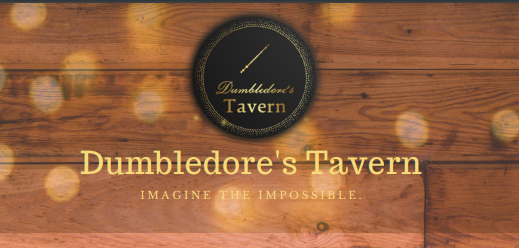 Dumbledore's
Tavern
Dumbledore's Tavern
IMAGINE THE IMPOSSIBLE.